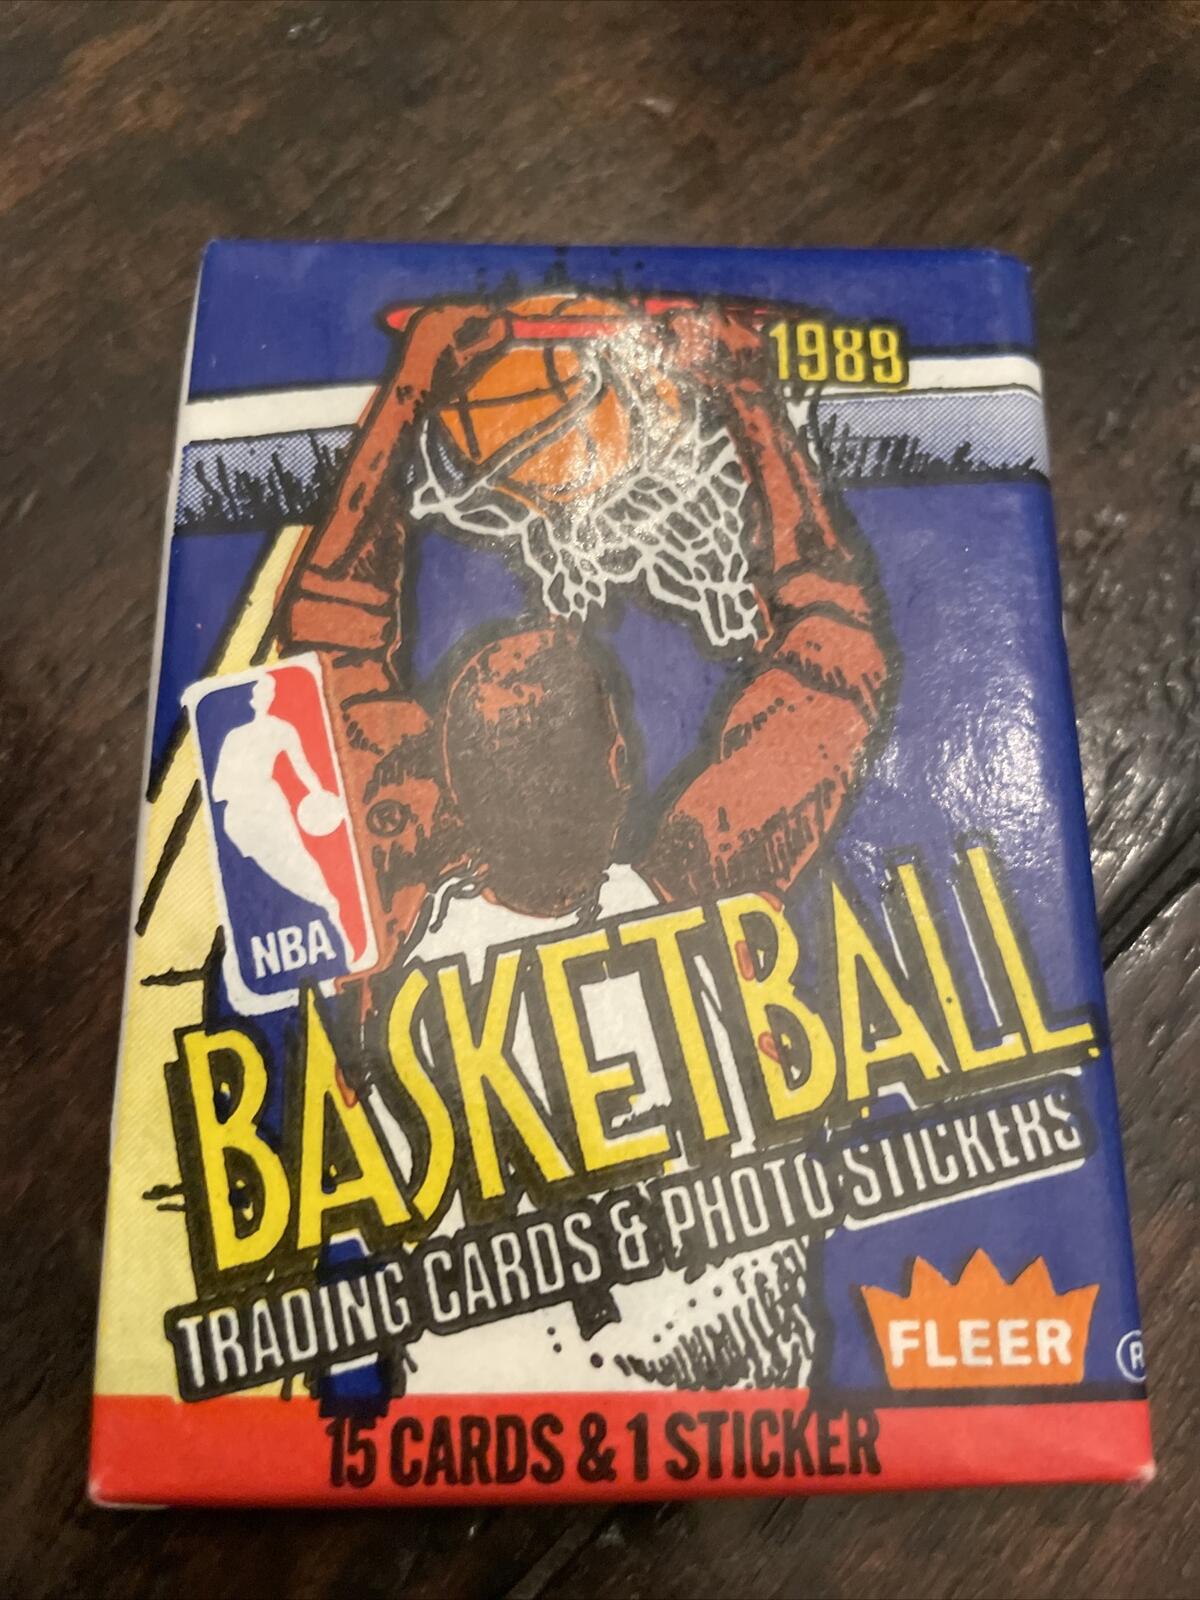 1989
®
NBA
BASKETBALL
TRADING CARDS & PHOTO STICKERS
FLEER ®
15 CARDS & 1 STICKER